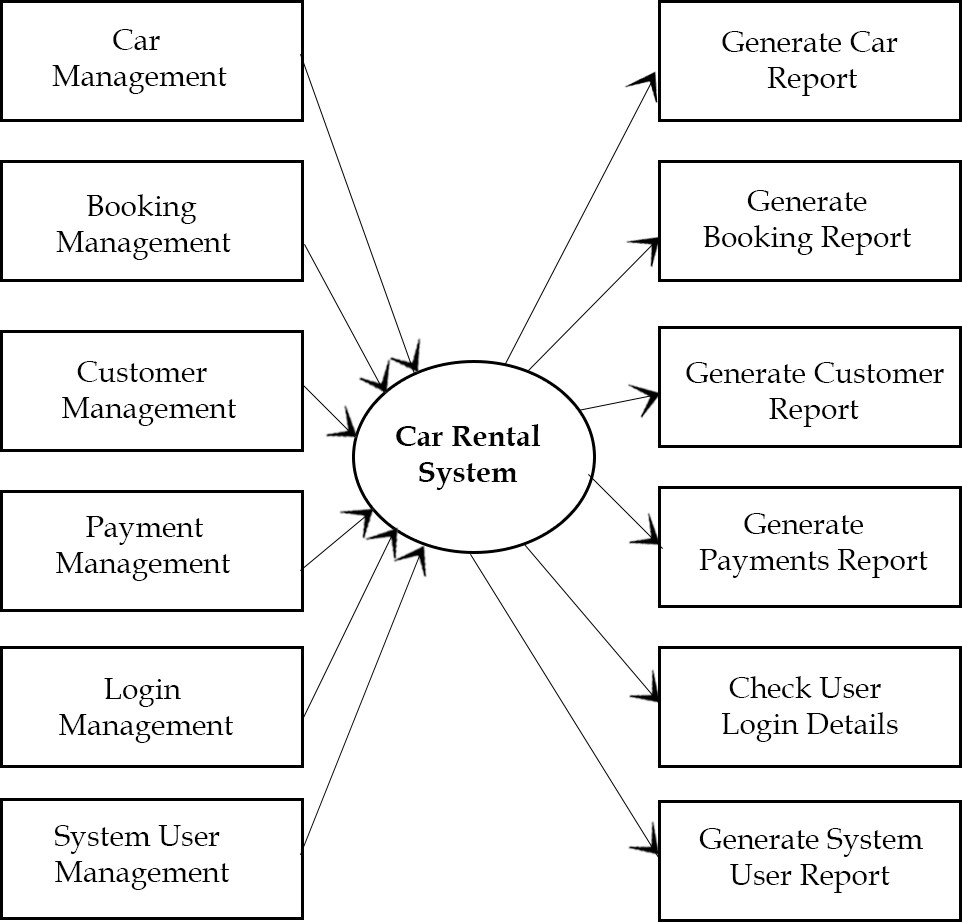 Car
Management
Booking
Management
Customer
Management
Payment
Management
Login
Management
System User
Management
Car Rental
System
Generate Car
Report
Generate
Booking Report
Generate Customer
Report
Generate
Payments Report
Check User
Login Details
Generate System
User Report